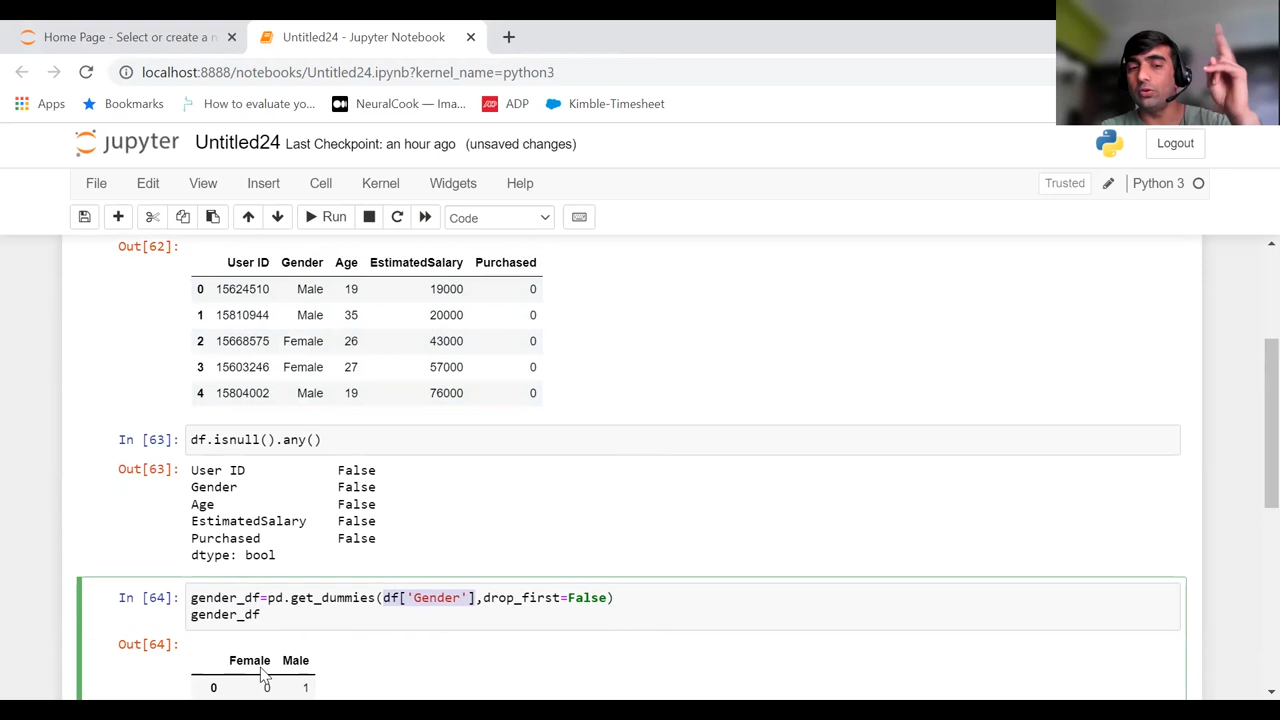 Home Page - Select or create a n
Untitled24 - Jupyter Notebook
localhost:8888/notebooks/Untitled24.ipynb?kernel_name=python3
Apps Bookmarks How to evaluate yo... NeuralCook — Ima... ADP Kimble-Timesheet
jupyter Untitled24 Last Checkpoint: an hour ago (unsaved changes) Logout
File Edit View Insert Cell Kernel Widgets Help Trusted Python 3
Run Code
Out[62]:
User ID Gender Age EstimatedSalary Purchased
0 15624510 Male 19 19000 0
1 15810944 Male 35 20000 0
2 15668575 Female 26 43000 0
3 15603246 Female 27 57000 0
4 15804002 Male 19 76000 0
In [63]: df.isnull().any()
Out[63]: User ID False
Gender False
Age False
EstimatedSalary False
Purchased False
dtype: bool
In [64]: gender_df=pd.get_dummies(df['Gender'],drop_first=False)
gender_df
Out[64]:
Female Male
0 0 1